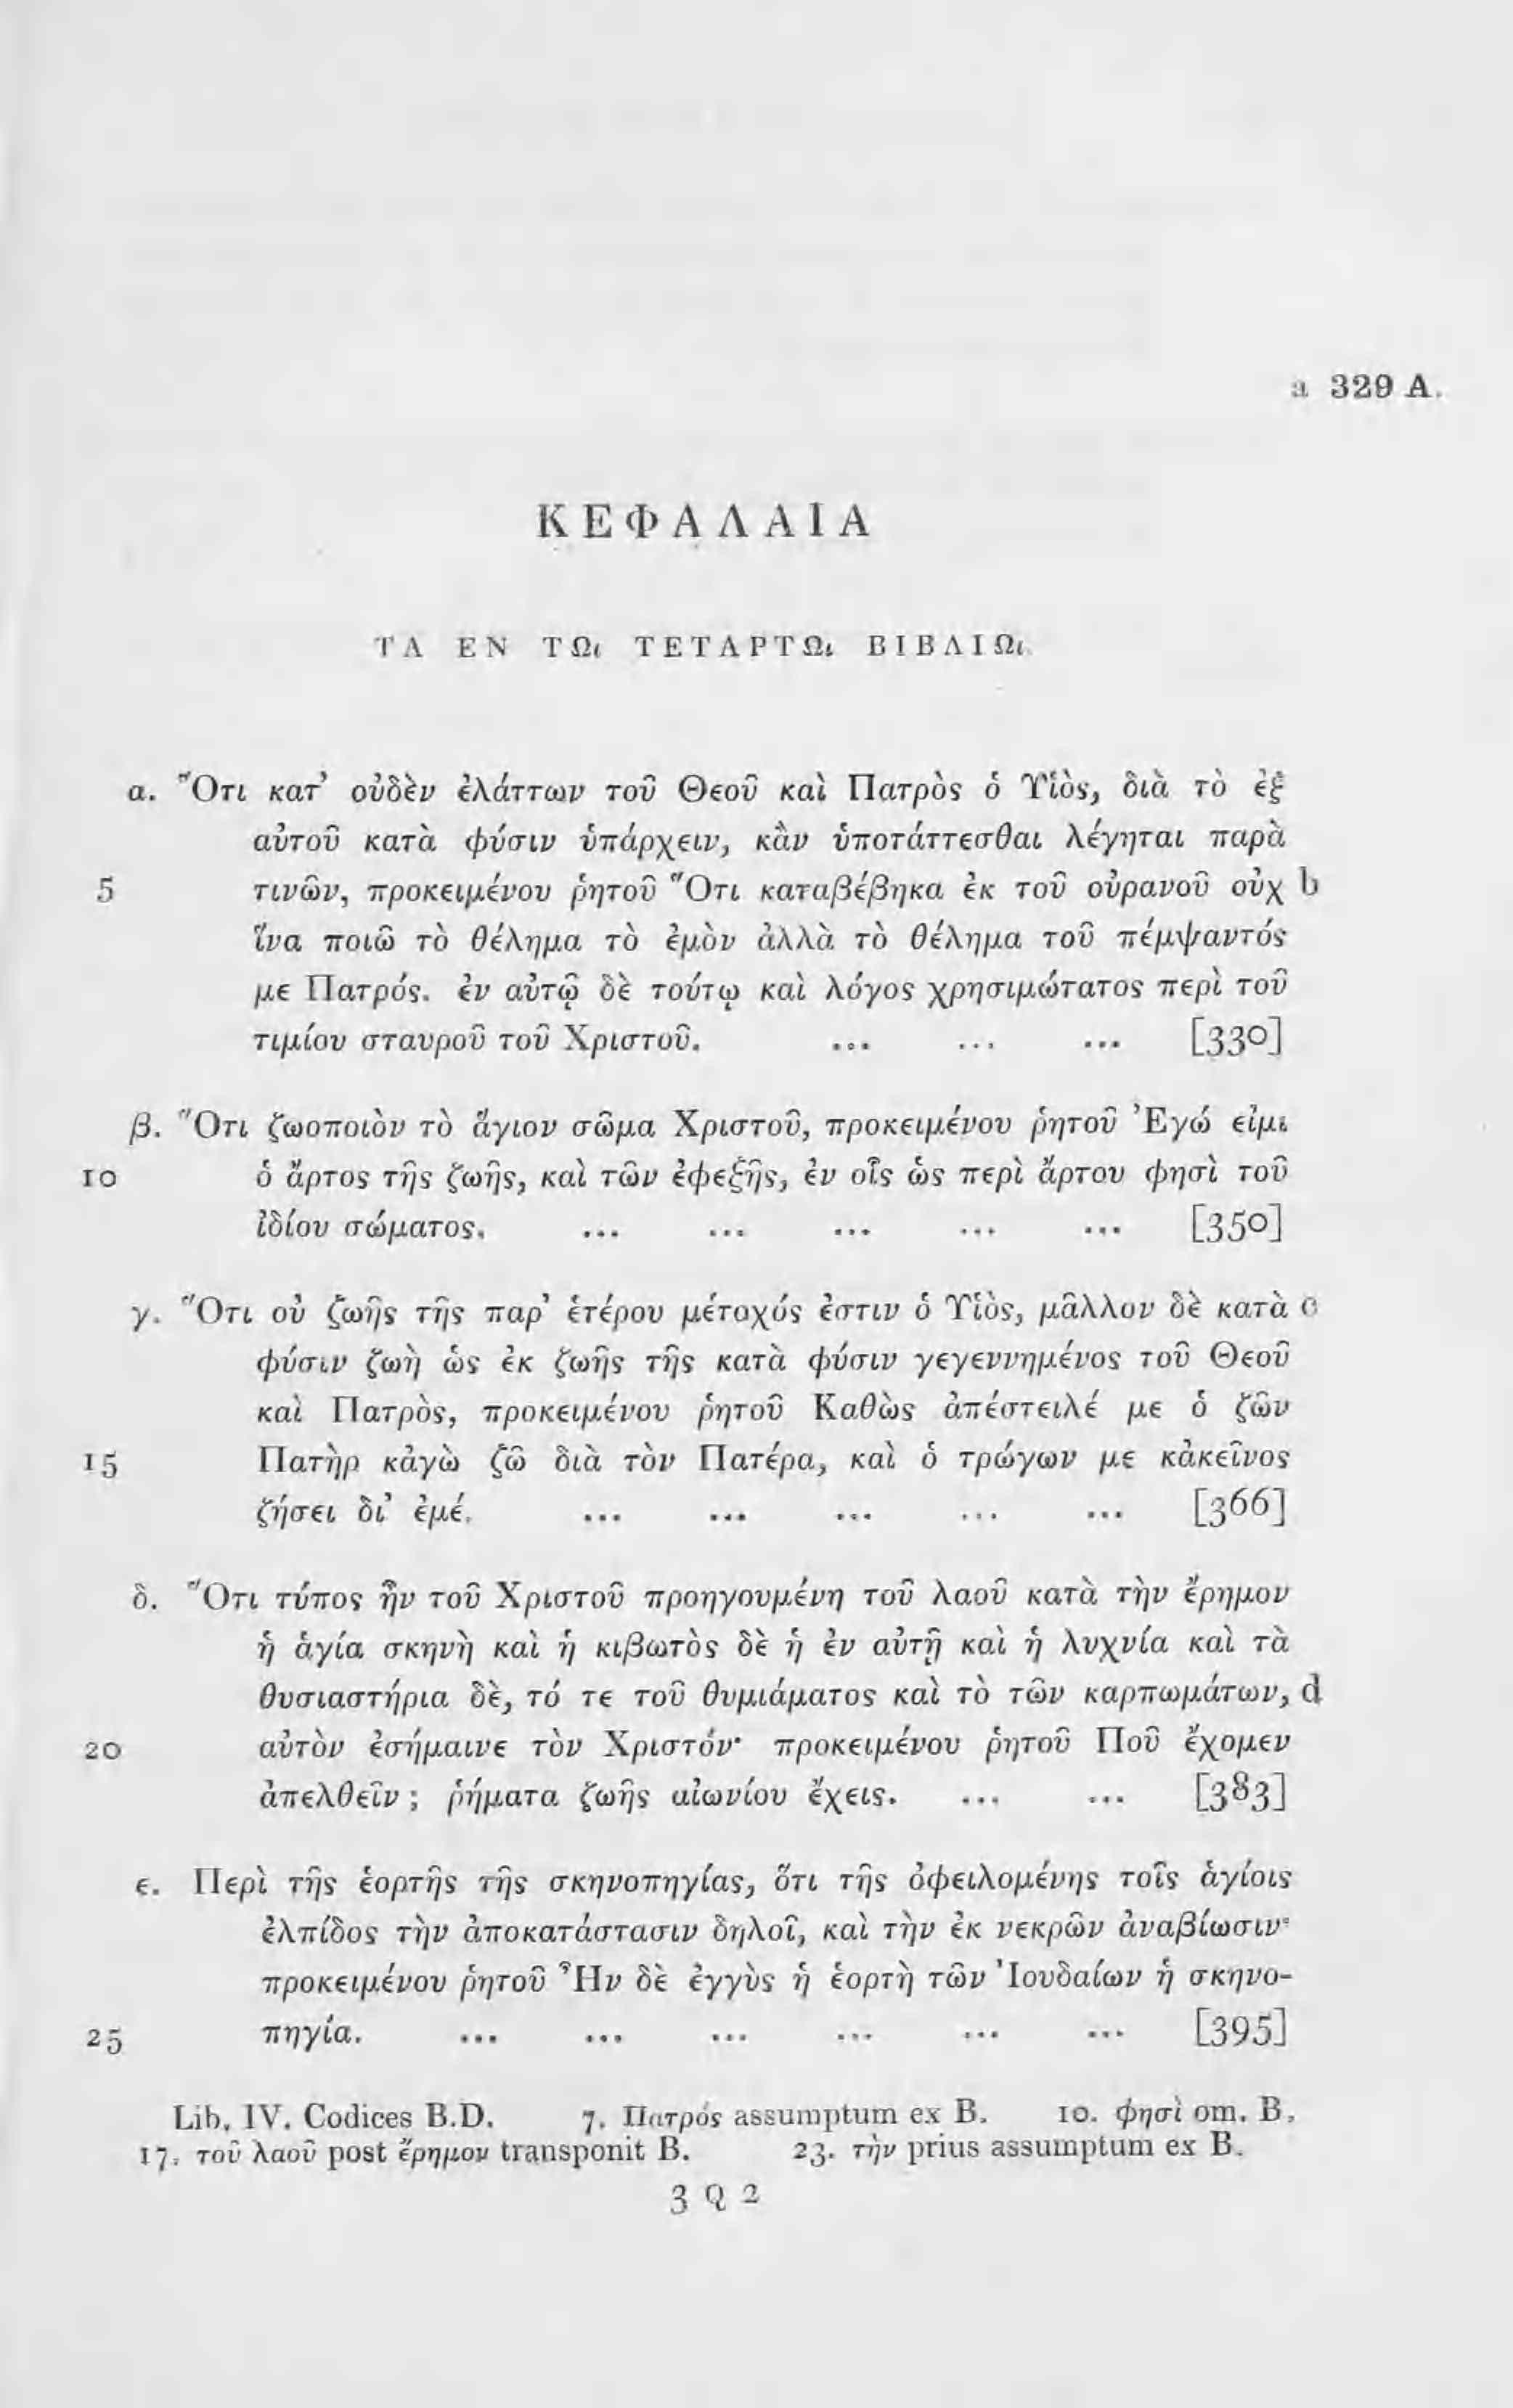 a 329 A.
ΚΕΦΑΛΑΙΑ
ΤΑ ΕΝ ΤΩι ΤΕΤΑΡΤΩι ΒΙΒΛΙΩι
α. Ὅτι κατ’ οὐδὲν ἐλάττων τοῦ Θεοῦ καὶ Πατρὸς ὁ Υἱὸς, διὰ τὸ ἐξ
αὐτοῦ κατὰ φύσιν ὑπάρχειν, κἂν ὑποτάττεσθαι λέγηται παρὰ
5 τινῶν, προκειμένου ῥητοῦ Ὅτι καταβέβηκα ἐκ τοῦ οὐρανοῦ οὐχ b
ἵνα ποιῶ τὸ θέλημα τὸ ἐμὸν ἀλλὰ τὸ θέλημα τοῦ πέμψαντός
με Πατρός. ἐν αὐτῷ δὲ τούτῳ καὶ λόγος χρησιμώτατος περὶ τοῦ
τιμίου σταυροῦ τοῦ Χριστοῦ. ... ... ... [330]
β. Ὅτι ζωοποιὸν τὸ ἅγιον σῶμα Χριστοῦ, προκειμένου ῥητοῦ Ἐγώ εἰμι
10 ὁ ἄρτος τῆς ζωῆς, καὶ τῶν ἐφεξῆς, ἐν οἷς ὡς περὶ ἄρτου φησὶ τοῦ
ἰδίου σώματος. ... ... ... ... ... [350]
γ. Ὅτι οὐ ζωῆς τῆς παρ’ ἑτέρου μέτοχός ἐστιν ὁ Υἱὸς, μᾶλλον δὲ κατὰ c
φύσιν ζωὴ ὡς ἐκ ζωῆς τῆς κατὰ φύσιν γεγεννημένος τοῦ Θεοῦ
καὶ Πατρὸς, προκειμένου ῥητοῦ Καθὼς ἀπέστειλέ με ὁ ζῶν
15 Πατὴρ κἀγὼ ζῶ διὰ τὸν Πατέρα, καὶ ὁ τρώγων με κἀκεῖνος
ζήσει δι’ ἐμέ. ... ... ... ... ... [366]
δ. Ὅτι τύπος ἦν τοῦ Χριστοῦ προηγουμένη τοῦ λαοῦ κατὰ τὴν ἔρημον
ἡ ἁγία σκηνὴ καὶ ἡ κιβωτὸς δὲ ἡ ἐν αὐτῇ καὶ ἡ λυχνία καὶ τὰ
θυσιαστήρια δὲ, τό τε τοῦ θυμιάματος καὶ τὸ τῶν καρπωμάτων, d
20 αὐτὸν ἐσήμαινε τὸν Χριστόν· προκειμένου ῥητοῦ Ποῦ ἔχομεν
ἀπελθεῖν ; ῥήματα ζωῆς αἰωνίου ἔχεις. ... ... [383]
ε. Περὶ τῆς ἑορτῆς τῆς σκηνοπηγίας, ὅτι τῆς ὀφειλομένης τοῖς ἁγίοις
ἐλπίδος τὴν ἀποκατάστασιν δηλοῖ, καὶ τὴν ἐκ νεκρῶν ἀναβίωσιν·
προκειμένου ῥητοῦ Ἦν δὲ ἐγγὺς ἡ ἑορτὴ τῶν Ἰουδαίων ἡ σκηνο-
25 πηγία. ... ... ... ... ... ... [395]
Lib. IV. Codices B.D. 7. Πατρός assumptum ex B. 10. φησὶ om. B.
17. τοῦ λαοῦ post ἔρημον transponit B. 23. τὴν prius assumptum ex B.
3 Q 2